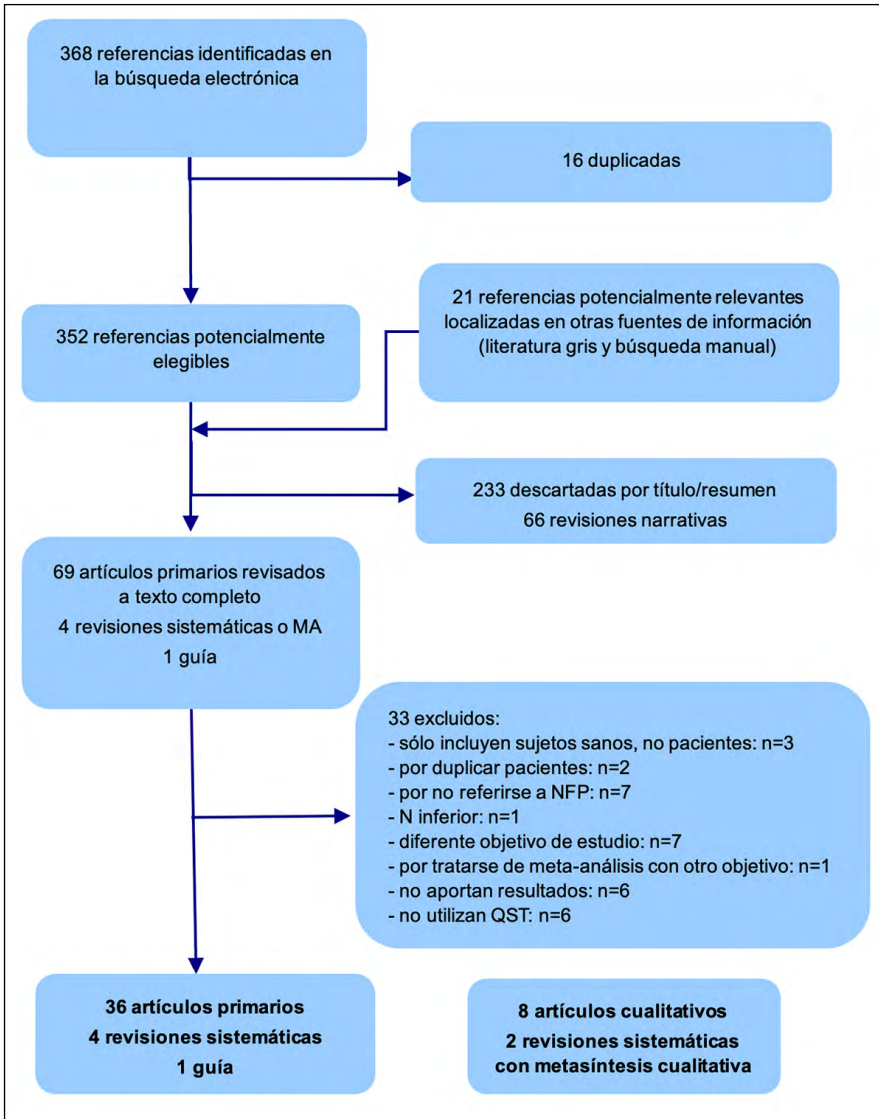 368 referencias identificadas en
la búsqueda electrónica
16 duplicadas
21 referencias potencialmente relevantes
localizadas en otras fuentes de información
(literatura gris y búsqueda manual)
352 referencias potencialmente
elegibles
233 descartadas por título/resumen
66 revisiones narrativas
69 artículos primarios revisados
a texto completo
4 revisiones sistemáticas o MA
1 guía
33 excluidos:
- sólo incluyen sujetos sanos, no pacientes: n=3
- por duplicar pacientes: n=2
- por no referirse a NFP: n=7
- N inferior: n=1
- diferente objetivo de estudio: n=7
- por tratarse de meta-análisis con otro objetivo: n=1
- no aportan resultados: n=6
- no utilizan QST: n=6
36 artículos primarios
4 revisiones sistemáticas
1 guía
8 artículos cualitativos
2 revisiones sistemáticas
con metasíntesis cualitativa